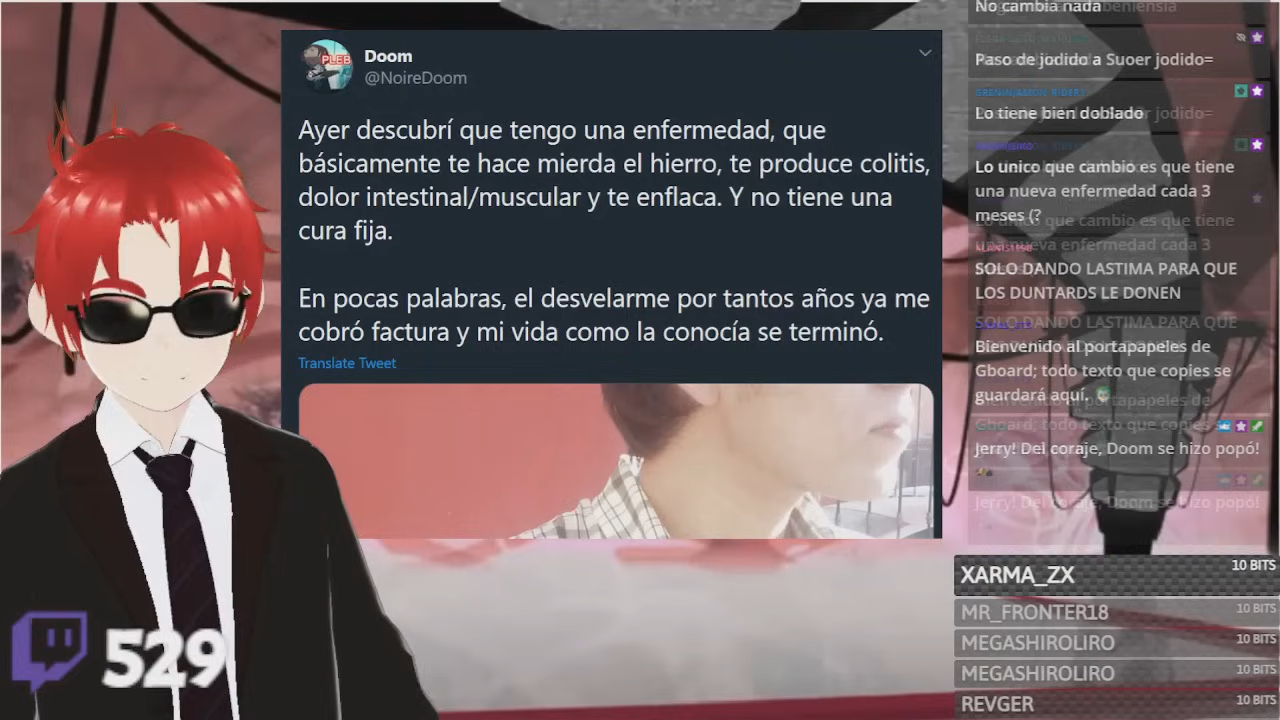 PLEB
Doom
@NoireDoom
Ayer descubrí que tengo una enfermedad, que
básicamente te hace mierda el hierro, te produce colitis,
dolor intestinal/muscular y te enflaca. Y no tiene una
cura fija.
En pocas palabras, el desvelarme por tantos años ya me
cobró factura y mi vida como la conocía se terminó.
Translate Tweet
529
No cambia nada
Paso de jodido a Suoer jodido=
Lo tiene bien doblado
Lo unico que cambio es que tiene
una nueva enfermedad cada 3
meses (?
SOLO DANDO LASTIMA PARA QUE
LOS DUNTARDS LE DONEN
Bienvenido al portapapeles de
Gboard; todo texto que copies se
guardará aquí.
Jerry! Del coraje, Doom se hizo popó!
XARMA_ZX 10 BITS
MR_FRONTER18 10 BITS
MEGASHIROLIRO 10 BITS
MEGASHIROLIRO 10 BITS
REVGER 10 BITS